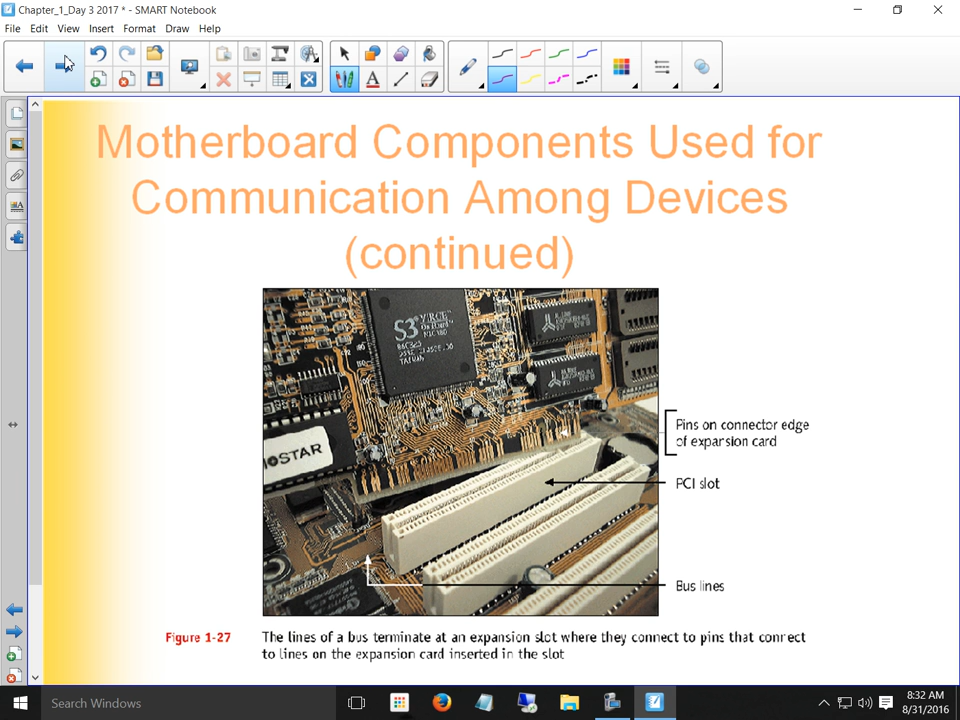 Chapter_1_Day 3 2017 * - SMART Notebook
File Edit View Insert Format Draw Help
Motherboard Components Used for
Communication Among Devices
(continued)
S3 VIRGE
TAIWAN
OSTAR
Pins on connector edge
of expansion card
PCI slot
Bus lines
Figure 1-27 The lines of a bus terminate at an expansion slot where they connect to pins that connect
to lines on the expansion card inserted in the slot
Search Windows
8:32 AM
8/31/2016